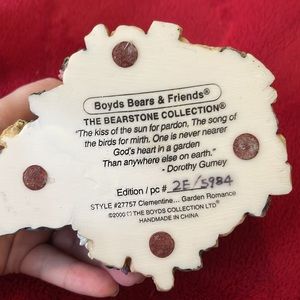 Boyds Bears & Friends®
THE BEARSTONE COLLECTION®
"The kiss of the sun for pardon, The song of
the birds for mirth. One is never nearer
God's heart in a garden
Than anywhere else on earth."
- Dorothy Gurney
Edition / pc # 2E/5984
STYLE #27757 Clementine... Garden Romance
©2000 THE BOYDS COLLECTION LTD®
HANDMADE IN CHINA